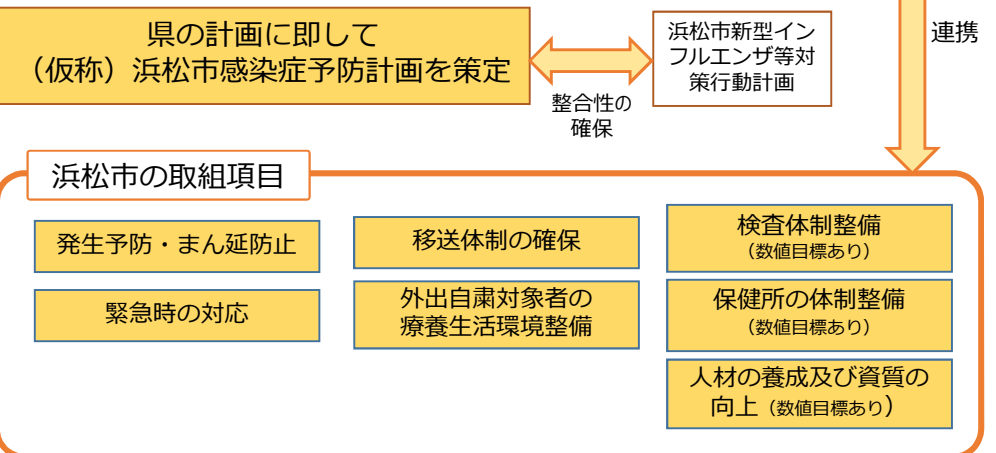 県の計画に即して
（仮称）浜松市感染症予防計画を策定
整合性の
確保
浜松市新型イン
フルエンザ等対
策行動計画
連携
浜松市の取組項目
発生予防・まん延防止
緊急時の対応
移送体制の確保
外出自粛対象者の
療養生活環境整備
検査体制整備
（数値目標あり）
保健所の体制整備
（数値目標あり）
人材の養成及び資質の
向上（数値目標あり）